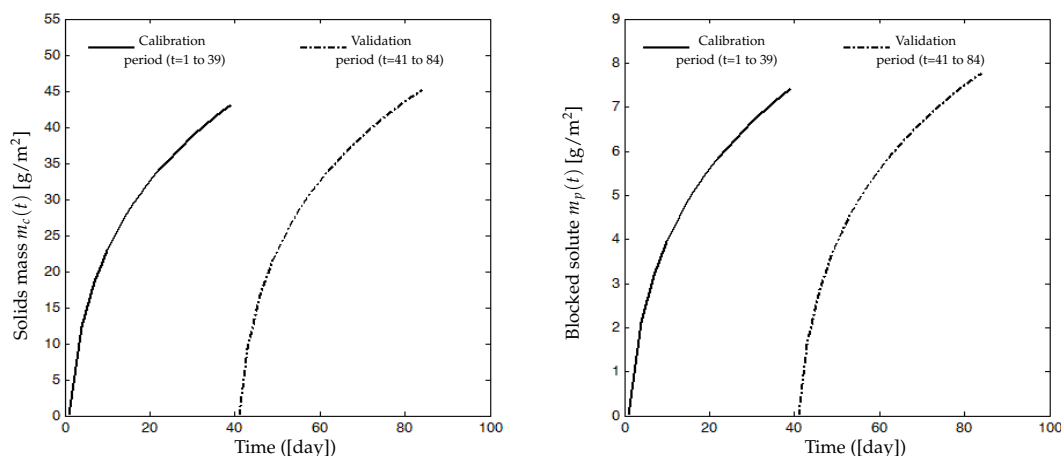 55
50
45
40
35
30
25
20
15
10
5
0
Solids mass m_c(t) [g/m²]
Calibration
period (t=1 to 39)
Validation
period (t=41 to 84)
0 20 40 60 80 100
Time ([day])
9
8
7
6
5
4
3
2
1
0
Blocked solute m_p(t) [g/m²]
Calibration
period (t=1 to 39)
Validation
period (t=41 to 84)
0 20 40 60 80 100
Time ([day])